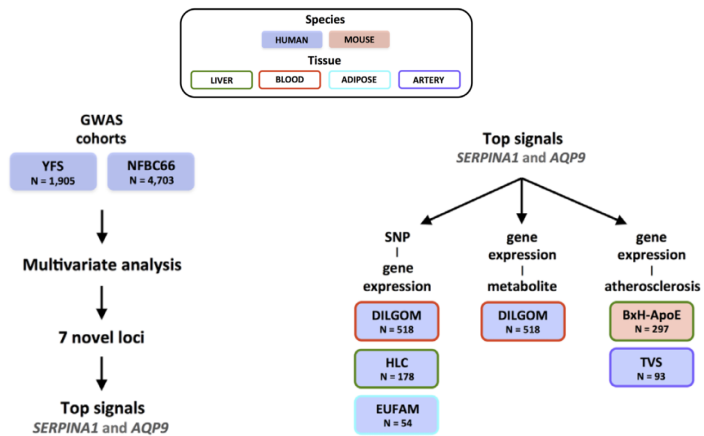 Species
HUMAN MOUSE
Tissue
LIVER BLOOD ADIPOSE ARTERY
GWAS
cohorts
YFS
N = 1,905
NFBC66
N = 4,703
Multivariate analysis
7 novel loci
Top signals
SERPINA1 and AQP9
Top signals
SERPINA1 and AQP9
SNP
–
gene
expression
DILGOM
N = 518
HLC
N = 178
EUFAM
N = 54
gene
expression
–
metabolite
DILGOM
N = 518
gene
expression
–
atherosclerosis
BxH-ApoE
N = 297
TVS
N = 93